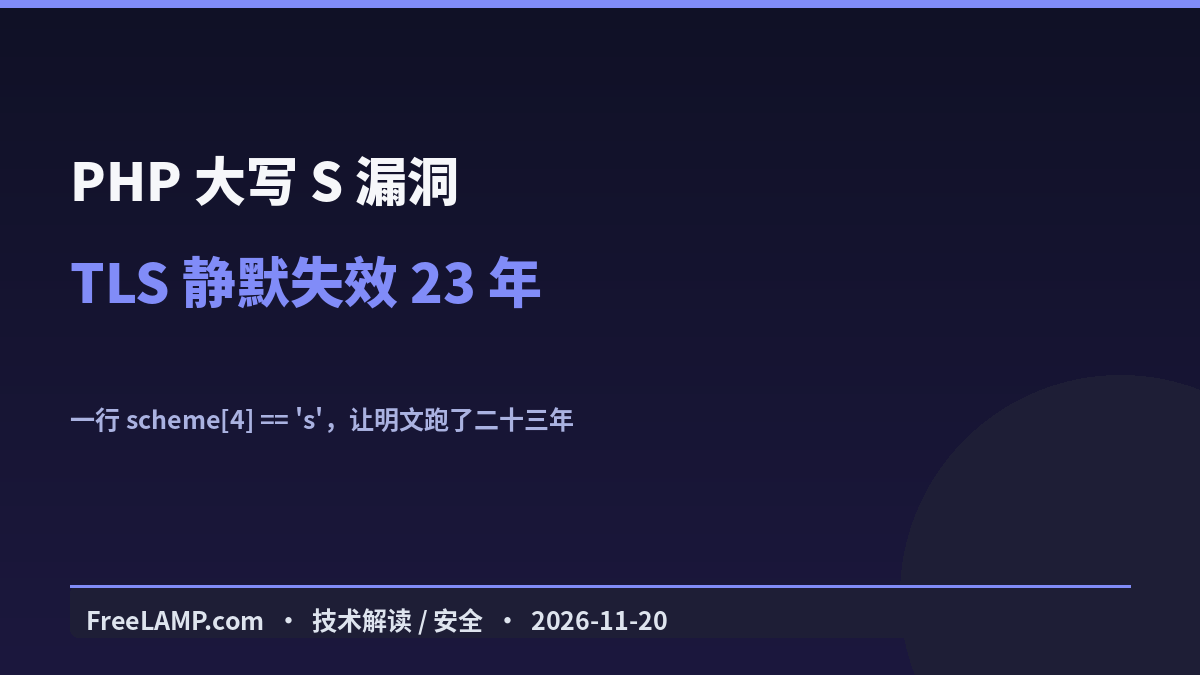 PHP 大写 S 漏洞
TLS 静默失效 23 年
一行 scheme[4] == 's'，让明文跑了二十三年
FreeLAMP.com · 技术解读 / 安全 · 2026-11-20